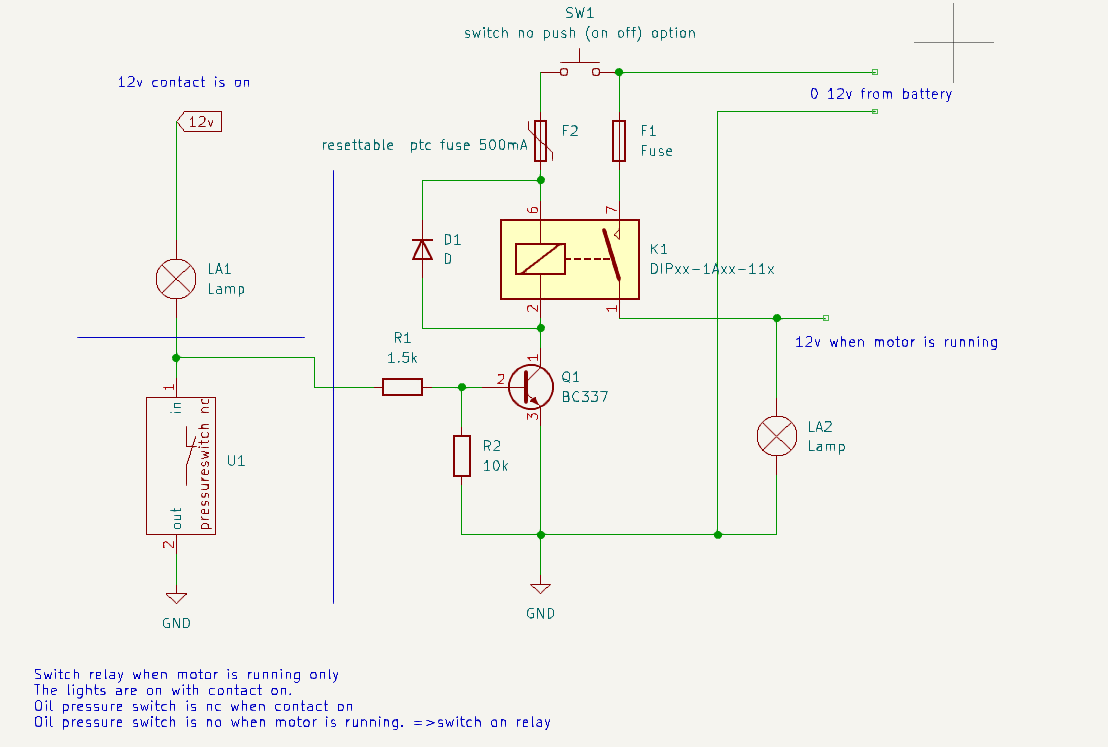 SW1
switch no push (on off) option
12v contact is on
12v
0 12v from battery
resettable ptc fuse 500mA
F2
F1
Fuse
6
7
D1
D
K1
DIPxx-1Axx-11x
LA1
Lamp
2
1
12v when motor is running
R1
1.5k
1
2
Q1
BC337
3
1
in
pressureswitch nc
U1
out
2
R2
10k
LA2
Lamp
GND
GND
Switch relay when motor is running only
The lights are on with contact on.
Oil pressure switch is nc when contact on
Oil pressure switch is no when motor is running. =>switch on relay